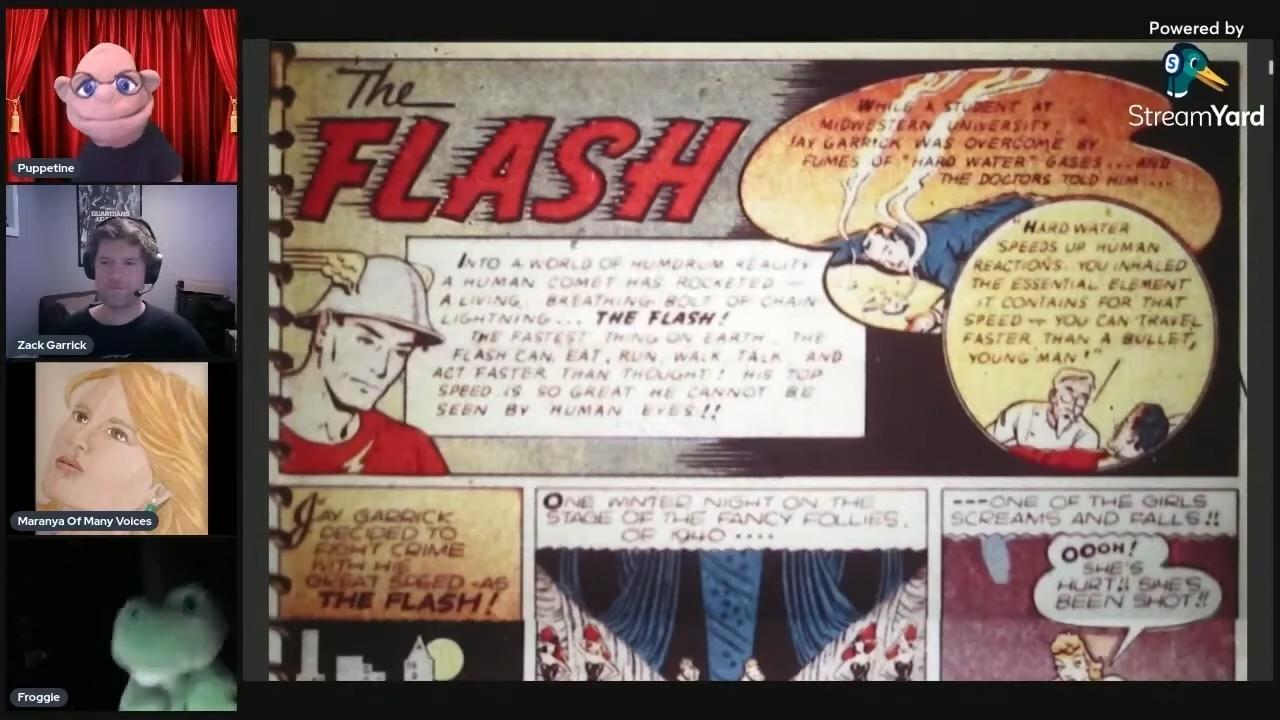 Powered by
StreamYard
Puppetine
GUARDIANS
Zack Garrick
Maranya Of Many Voices
Froggie
The
FLASH
WHILE A STUDENT AT
MIDWESTERN UNIVERSITY,
JAY GARRICK WAS OVERCOME BY
FUMES OF "HARD WATER" GASES....AND
THE DOCTORS TOLD HIM....
"HARD WATER
SPEEDS UP HUMAN
REACTIONS. YOU INHALED
THE ESSENTIAL ELEMENT
IT CONTAINS FOR THAT
SPEED — YOU CAN TRAVEL
FASTER THAN A BULLET,
YOUNG MAN!"
INTO A WORLD OF HUMDRUM REALITY
A HUMAN COMET HAS ROCKETED —
A LIVING, BREATHING BOLT OF CHAIN
LIGHTNING... THE FLASH!
THE FASTEST THING ON EARTH, THE
FLASH CAN, EAT, RUN, WALK, TALK, AND
ACT FASTER THAN THOUGHT! HIS TOP
SPEED IS SO GREAT HE CANNOT BE
SEEN BY HUMAN EYES!!
JAY GARRICK
DECIDED TO
FIGHT CRIME
WITH HIS
GREAT SPEED -AS
THE FLASH!
ONE WINTER NIGHT ON THE
STAGE OF THE FANCY FOLLIES,
OF 1940 ....
---ONE OF THE GIRLS
SCREAMS AND FALLS!!
OOOH!
SHE'S
HURT!! SHE'S
BEEN SHOT!!